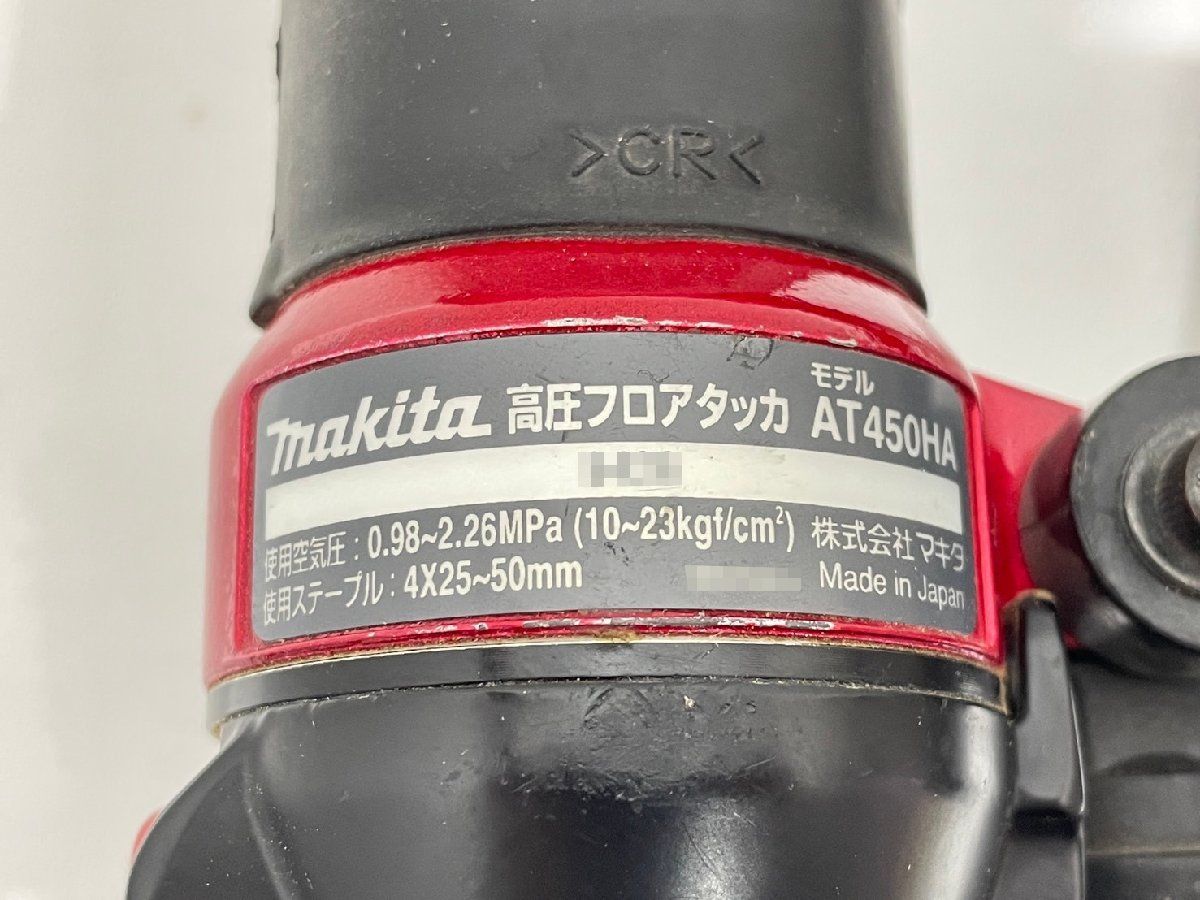 >CR<
makita 高圧フロアタッカ モデル AT450HA
使用空気圧：0.98~2.26MPa (10~23kgf/cm²) 株式会社マキタ
使用ステープル：4X25~50mm Made in Japan